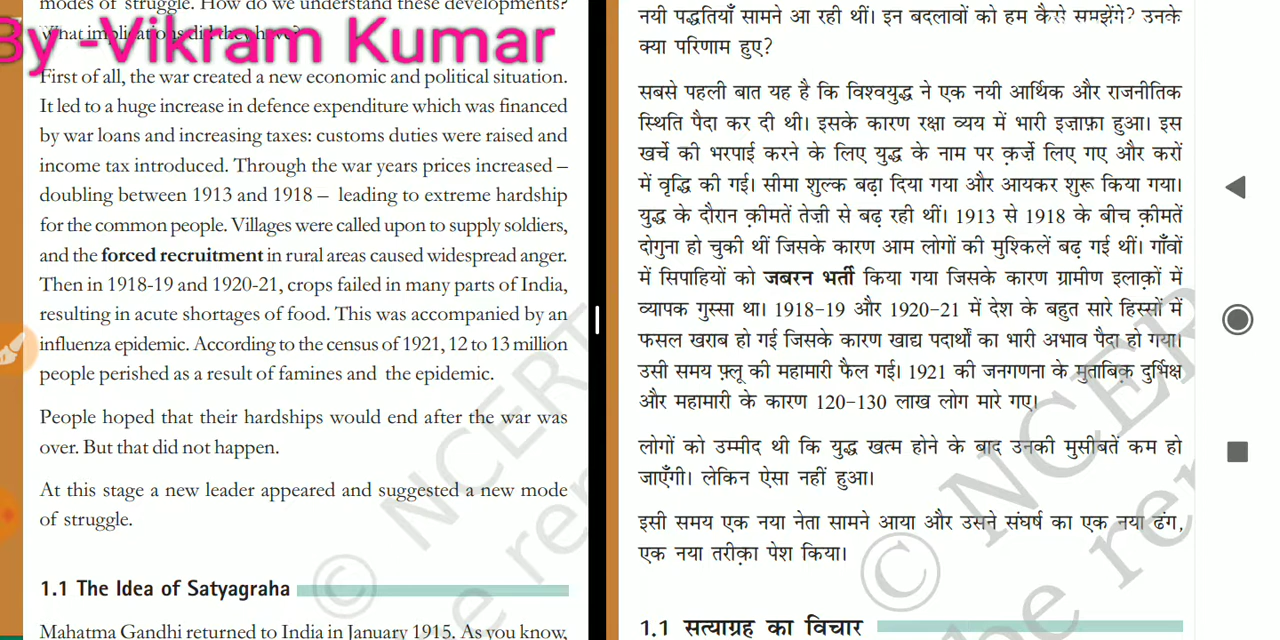 modes of struggle. How do we understand these developments?
What implications did they have?
By -Vikram Kumar
First of all, the war created a new economic and political situation.
It led to a huge increase in defence expenditure which was financed
by war loans and increasing taxes: customs duties were raised and
income tax introduced. Through the war years prices increased –
doubling between 1913 and 1918 – leading to extreme hardship
for the common people. Villages were called upon to supply soldiers,
and the forced recruitment in rural areas caused widespread anger.
Then in 1918-19 and 1920-21, crops failed in many parts of India,
resulting in acute shortages of food. This was accompanied by an
influenza epidemic. According to the census of 1921, 12 to 13 million
people perished as a result of famines and the epidemic.
People hoped that their hardships would end after the war was
over. But that did not happen.
At this stage a new leader appeared and suggested a new mode
of struggle.
1.1 The Idea of Satyagraha
Mahatma Gandhi returned to India in January 1915. As you know,
© NCERT
नयी पद्धतियाँ सामने आ रही थीं। इन बदलावों को हम कैसे समझेंगे? उनके
क्या परिणाम हुए?
सबसे पहली बात यह है कि विश्वयुद्ध ने एक नयी आर्थिक और राजनीतिक
स्थिति पैदा कर दी थी। इसके कारण रक्षा व्यय में भारी इज़ाफ़ा हुआ। इस
खर्चे की भरपाई करने के लिए युद्ध के नाम पर क़र्ज़े लिए गए और करों
में वृद्धि की गई। सीमा शुल्क बढ़ा दिया गया और आयकर शुरू किया गया।
युद्ध के दौरान क़ीमतें तेज़ी से बढ़ रही थीं। 1913 से 1918 के बीच क़ीमतें
दोगुना हो चुकी थीं जिसके कारण आम लोगों की मुश्किलें बढ़ गई थीं। गाँवों
में सिपाहियों को जबरन भर्ती किया गया जिसके कारण ग्रामीण इलाक़ों में
व्यापक गुस्सा था। 1918-19 और 1920-21 में देश के बहुत सारे हिस्सों में
फसल खराब हो गई जिसके कारण खाद्य पदार्थों का भारी अभाव पैदा हो गया।
उसी समय फ़्लू की महामारी फैल गई। 1921 की जनगणना के मुताबिक़ दुर्भिक्ष
और महामारी के कारण 120-130 लाख लोग मारे गए।
लोगों को उम्मीद थी कि युद्ध खत्म होने के बाद उनकी मुसीबतें कम हो
जाएँगी। लेकिन ऐसा नहीं हुआ।
इसी समय एक नया नेता सामने आया और उसने संघर्ष का एक नया ढंग,
एक नया तरीक़ा पेश किया।
1.1 सत्याग्रह का विचार
© NCERT